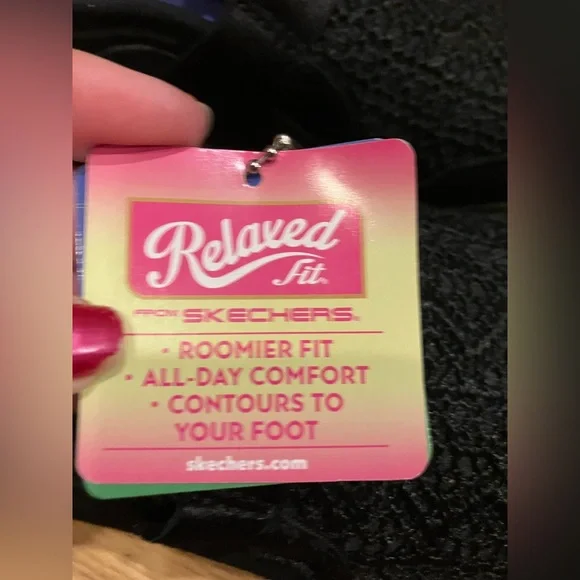 Relaxed
Fit®
FROM SKECHERS®
• ROOMIER FIT
• ALL-DAY COMFORT
• CONTOURS TO
YOUR FOOT
skechers.com